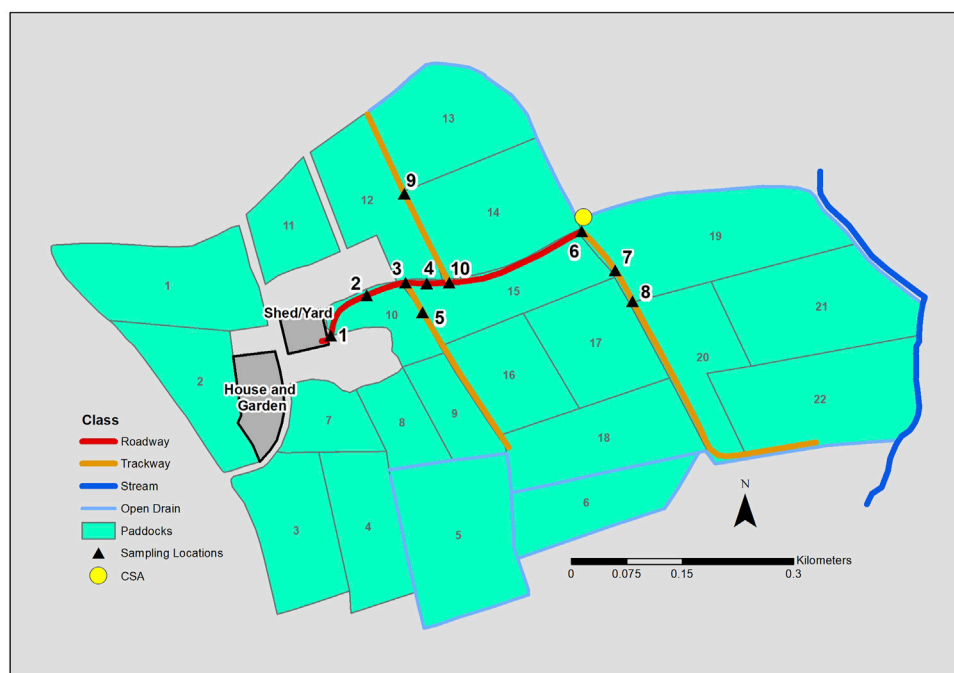 13
9
12
14
11
19
6
7
1
3
4
10
2
15
8
21
Shed/Yard
10
5
1
17
2
16
20
House and
Garden
9
22
Class
7
8
18
Roadway
Trackway
Stream
N
6
Open Drain
3
4
5
Paddocks
Sampling Locations
Kilometers
CSA
0
0.075
0.15
0.3